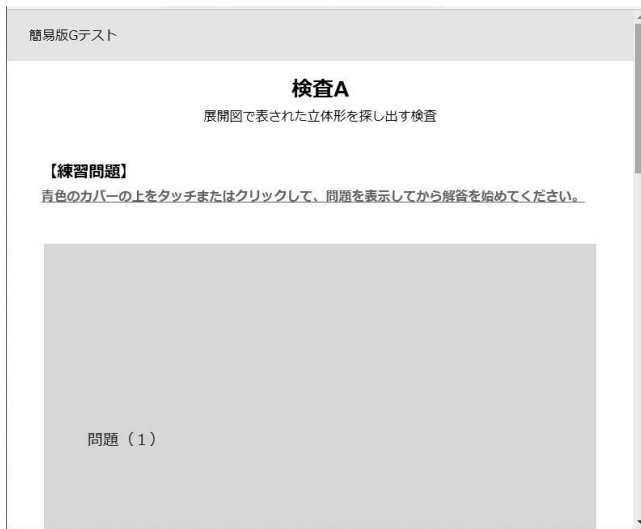 簡易版Gテスト
検査A
展開図で表された立体形を探し出す検査
【練習問題】
青色のカバーの上をタッチまたはクリックして、問題を表示してから解答を始めてください。
問題（1）